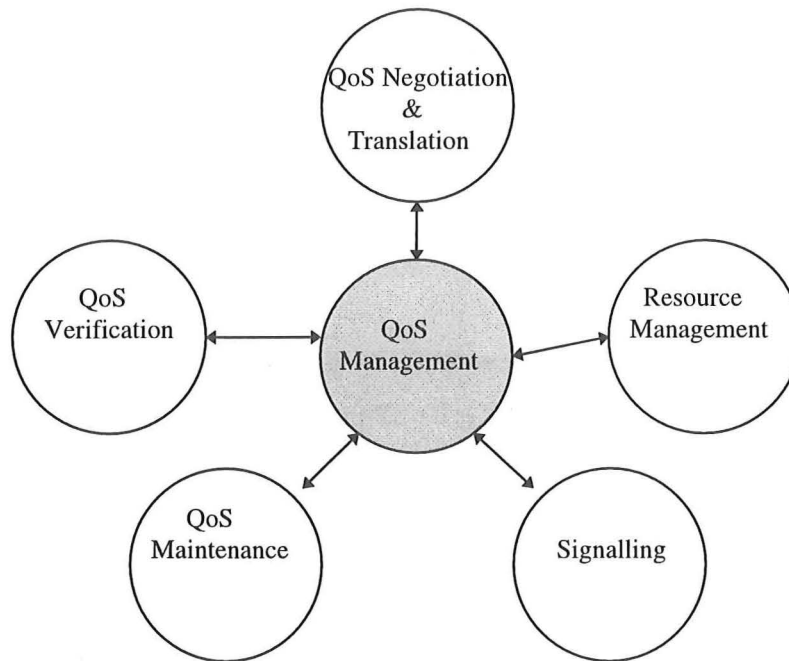 QoS Negotiation
&
Translation
QoS
Verification
QoS
Management
Resource
Management
QoS
Maintenance
Signalling